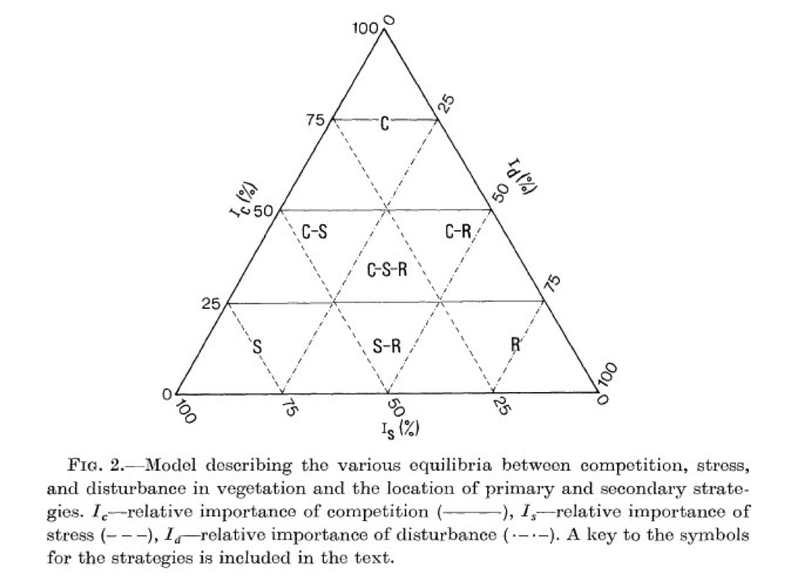 100 0
75 C 25
I_c(%) I_d(%)
50 50
C-S C-R
C-S-R
25 75
S S-R R
0 100
100 75 50 25 0
I_s(%)
FIG. 2.—Model describing the various equilibria between competition, stress,
and disturbance in vegetation and the location of primary and secondary strate-
gies. I_c—relative importance of competition (———), I_s—relative importance of
stress (– – –), I_d—relative importance of disturbance (·–·–). A key to the symbols
for the strategies is included in the text.